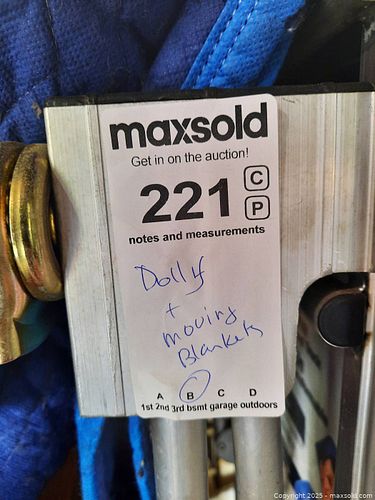 maxsold
Get in on the auction!
221
C
P
notes and measurements
Dolly
+
moving
Blankets
A B C D
1st 2nd 3rd bsmt garage outdoors
Copyright 2025 - maxsold.com